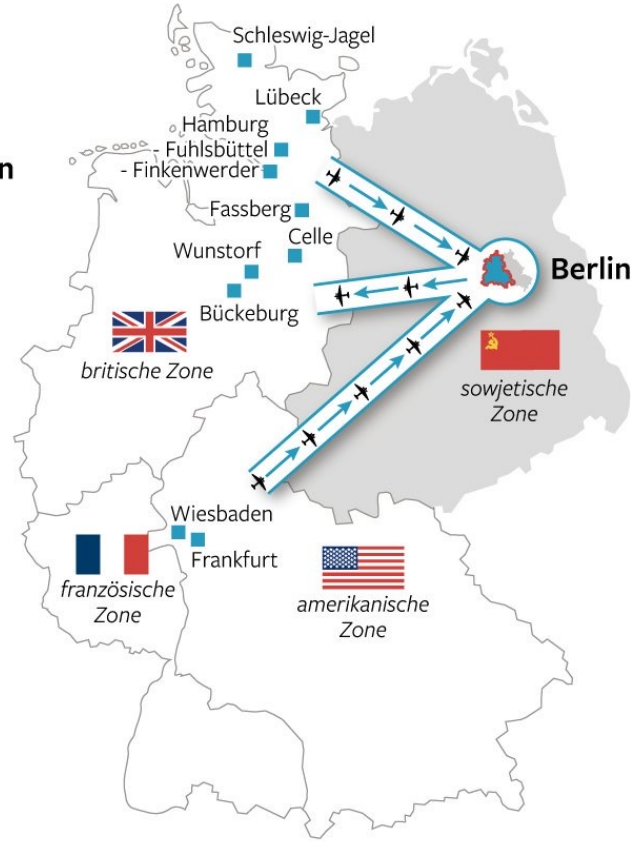 Schleswig-Jagel
Lübeck
Hamburg
- Fuhlsbüttel
- Finkenwerder
n
Fassberg
Celle
Wunstorf
Bückeburg
Berlin
britische Zone
sowjetische
Zone
Wiesbaden
Frankfurt
französische
Zone
amerikanische
Zone